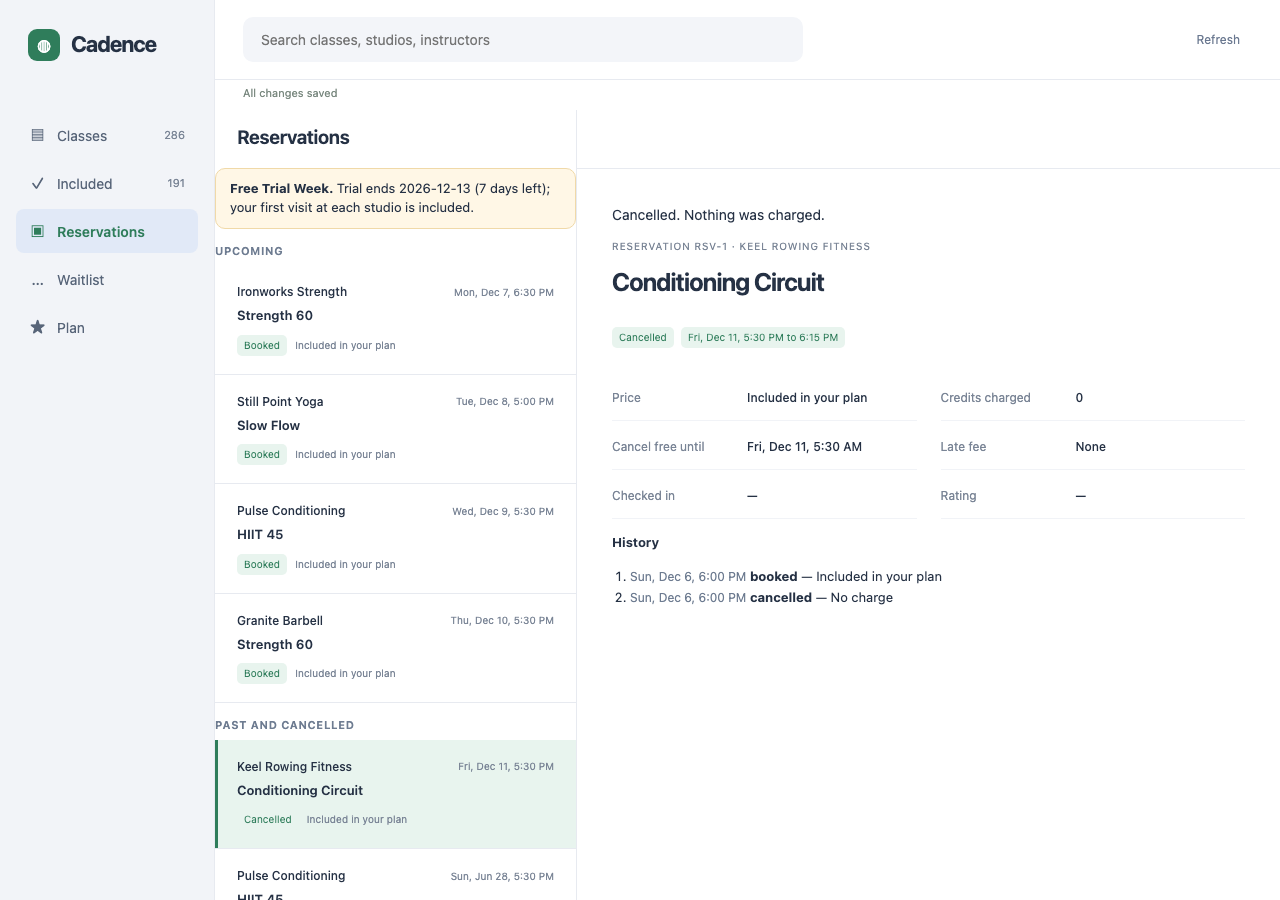 Cadence
Search classes, studios, instructors
Refresh
All changes saved
Classes 286
Included 191
Reservations
Waitlist
Plan
Reservations
Free Trial Week. Trial ends 2026-12-13 (7 days left);
your first visit at each studio is included.
UPCOMING
Ironworks Strength Mon, Dec 7, 6:30 PM
Strength 60
Booked Included in your plan
Still Point Yoga Tue, Dec 8, 5:00 PM
Slow Flow
Booked Included in your plan
Pulse Conditioning Wed, Dec 9, 5:30 PM
HIIT 45
Booked Included in your plan
Granite Barbell Thu, Dec 10, 5:30 PM
Strength 60
Booked Included in your plan
PAST AND CANCELLED
Keel Rowing Fitness Fri, Dec 11, 5:30 PM
Conditioning Circuit
Cancelled Included in your plan
Pulse Conditioning Sun, Jun 28, 5:30 PM
HIIT 45
Cancelled. Nothing was charged.
RESERVATION RSV-1 · KEEL ROWING FITNESS
Conditioning Circuit
Cancelled Fri, Dec 11, 5:30 PM to 6:15 PM
Price Included in your plan Credits charged 0
Cancel free until Fri, Dec 11, 5:30 AM Late fee None
Checked in — Rating —
History
1. Sun, Dec 6, 6:00 PM booked — Included in your plan
2. Sun, Dec 6, 6:00 PM cancelled — No charge